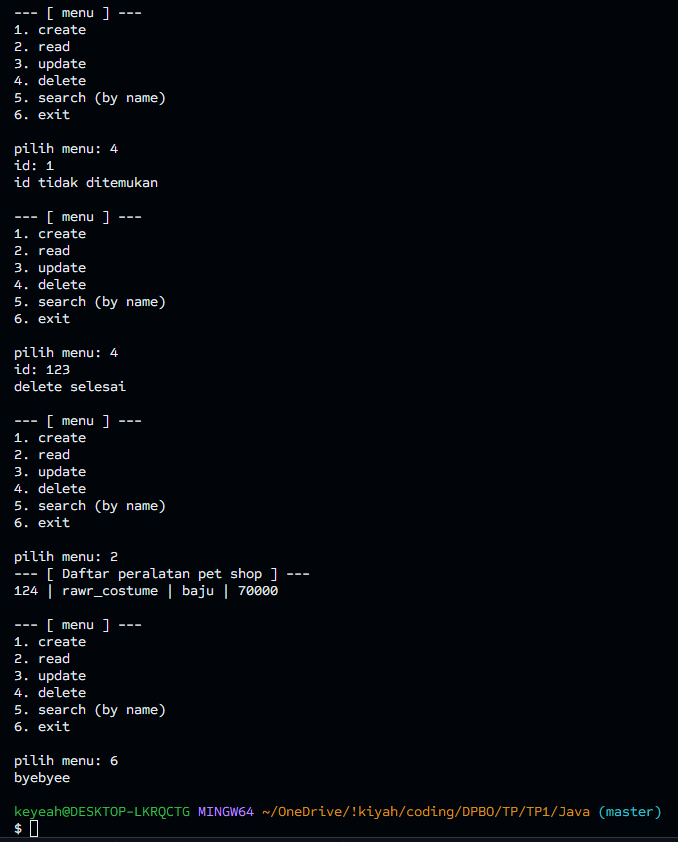 --- [ menu ] ---
1. create
2. read
3. update
4. delete
5. search (by name)
6. exit
pilih menu: 4
id: 1
id tidak ditemukan
--- [ menu ] ---
1. create
2. read
3. update
4. delete
5. search (by name)
6. exit
pilih menu: 4
id: 123
delete selesai
--- [ menu ] ---
1. create
2. read
3. update
4. delete
5. search (by name)
6. exit
pilih menu: 2
--- [ Daftar peralatan pet shop ] ---
124 | rawr_costume | baju | 70000
--- [ menu ] ---
1. create
2. read
3. update
4. delete
5. search (by name)
6. exit
pilih menu: 6
byebyee
keyeah@DESKTOP-LKRQCTG MINGW64 ~/OneDrive/!kiyah/coding/DPBO/TP/TP1/Java (master)
$